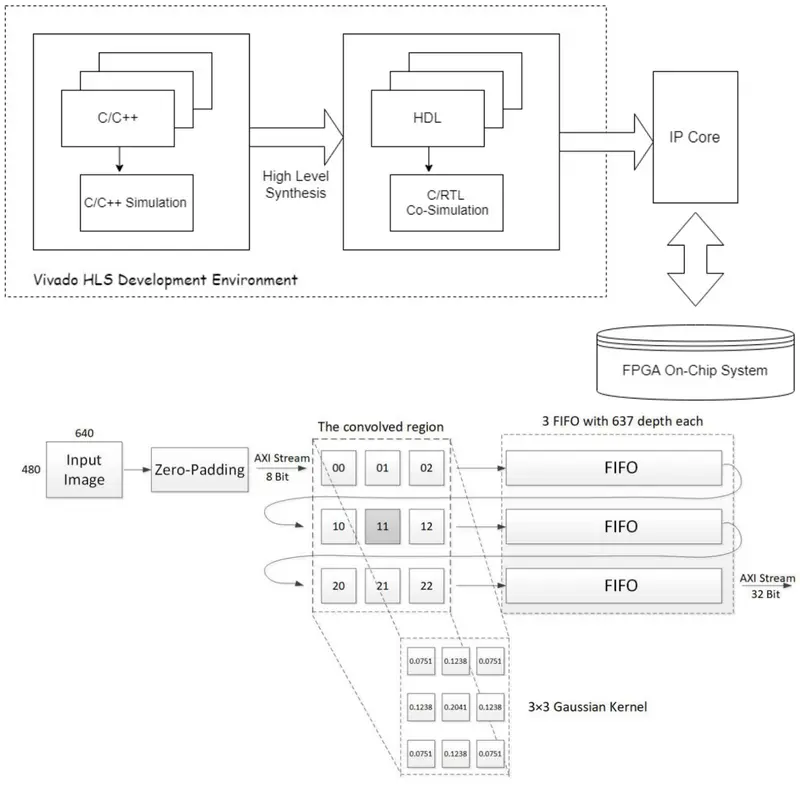 C/C++
C/C++ Simulation
High Level
Synthesis
HDL
C/RTL
Co-Simulation
IP Core
Vivado HLS Development Environment
FPGA On-Chip System
640
480
Input
Image
Zero-Padding
AXI Stream
8 Bit
The convolved region
3 FIFO with 637 depth each
00 01 02
FIFO
10 11 12
FIFO
20 21 22
FIFO
AXI Stream
32 Bit
0.0751 0.1238 0.0751
0.1238 0.2041 0.1238
3×3 Gaussian Kernel
0.0751 0.1238 0.0751